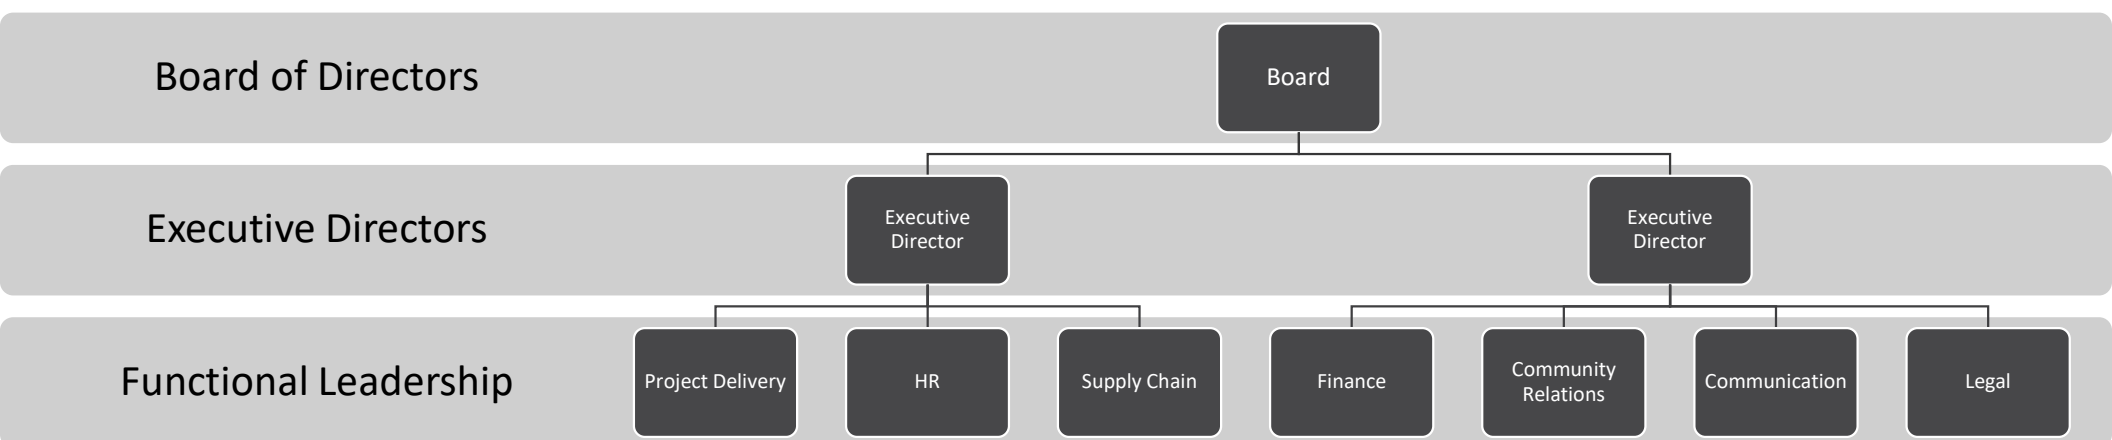 Board of Directors
Board
Executive Directors
Executive
Director
Executive
Director
Functional Leadership
Project Delivery
HR
Supply Chain
Finance
Community
Relations
Communication
Legal